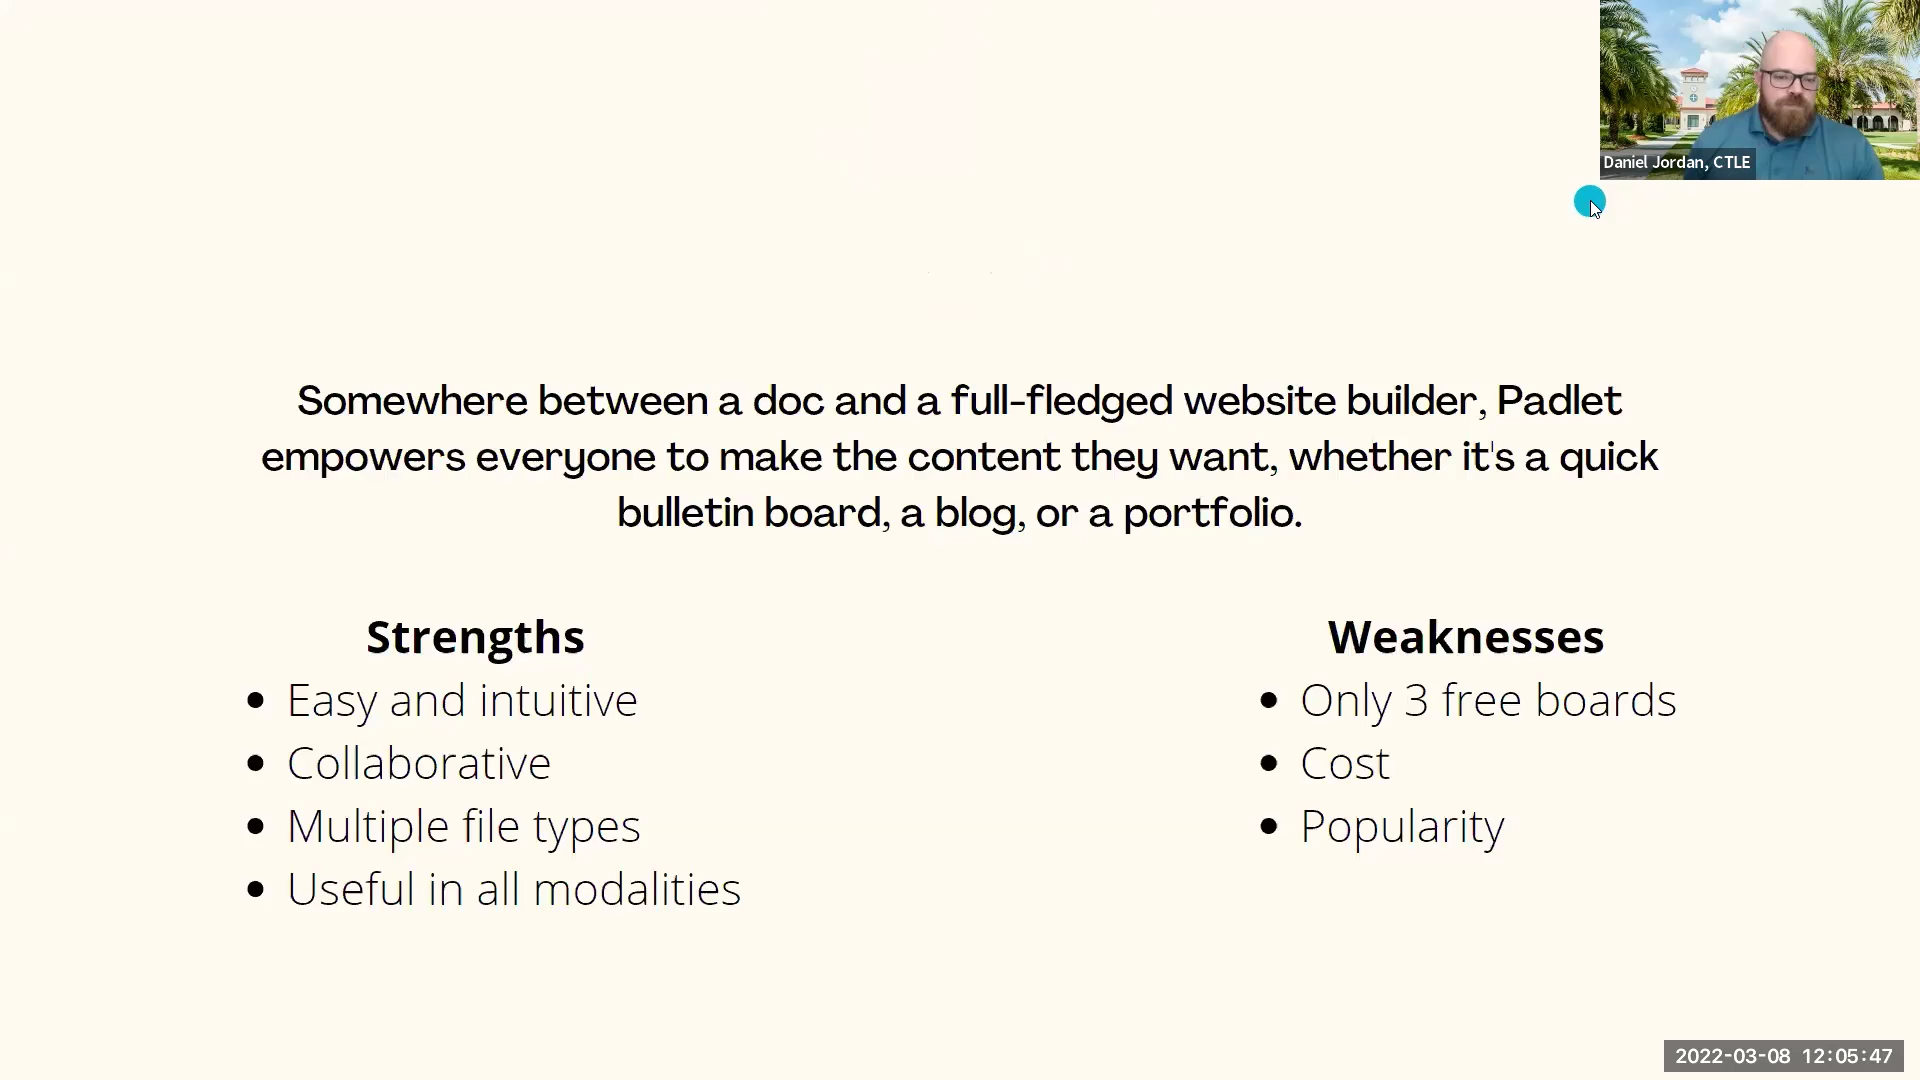 Daniel Jordan, CTLE
Somewhere between a doc and a full-fledged website builder, Padlet
empowers everyone to make the content they want, whether it's a quick
bulletin board, a blog, or a portfolio.
Strengths
• Easy and intuitive
• Collaborative
• Multiple file types
• Useful in all modalities
Weaknesses
• Only 3 free boards
• Cost
• Popularity
2022-03-08 12:05:47